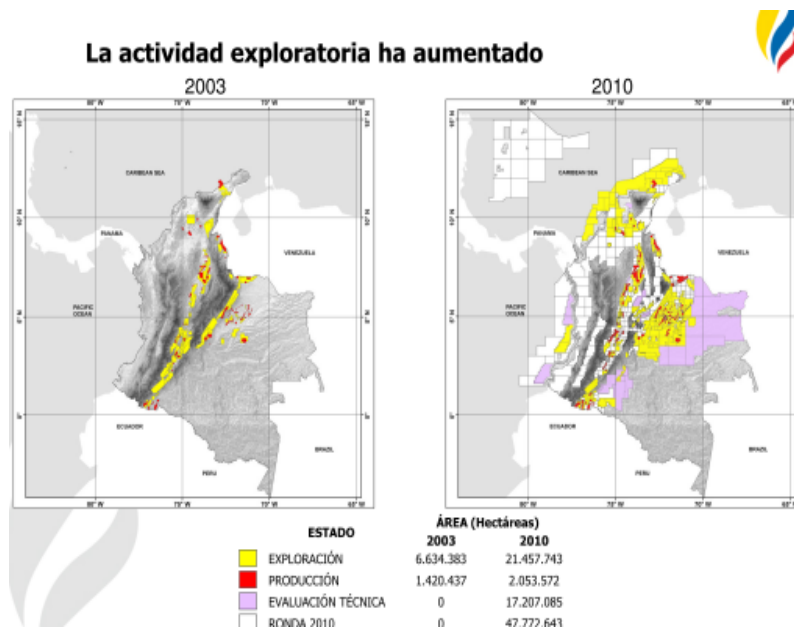 La actividad exploratoria ha aumentado
2003
2010
CARIBBEAN SEA
CARIBBEAN SEA
PANAMA
VENEZUELA
PANAMA
VENEZUELA
PACIFIC
OCEAN
PACIFIC
OCEAN
ECUADOR
BRAZIL
ECUADOR
BRAZIL
PERU
PERU
ESTADO
ÁREA (Hectáreas)
2003 2010
EXPLORACIÓN 6.634.383 21.457.743
PRODUCCIÓN 1.420.437 2.053.572
EVALUACIÓN TÉCNICA 0 17.207.085
RONDA 2010 0 47.772.643